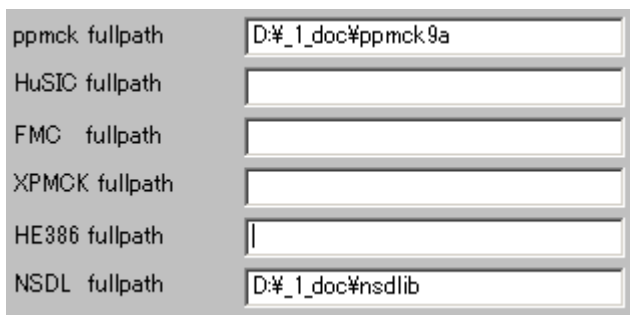 ppmck fullpath D:¥_1_doc¥ppmck9a
HuSIC fullpath
FMC fullpath
XPMCK fullpath
HE386 fullpath
NSDL fullpath D:¥_1_doc¥nsdlib